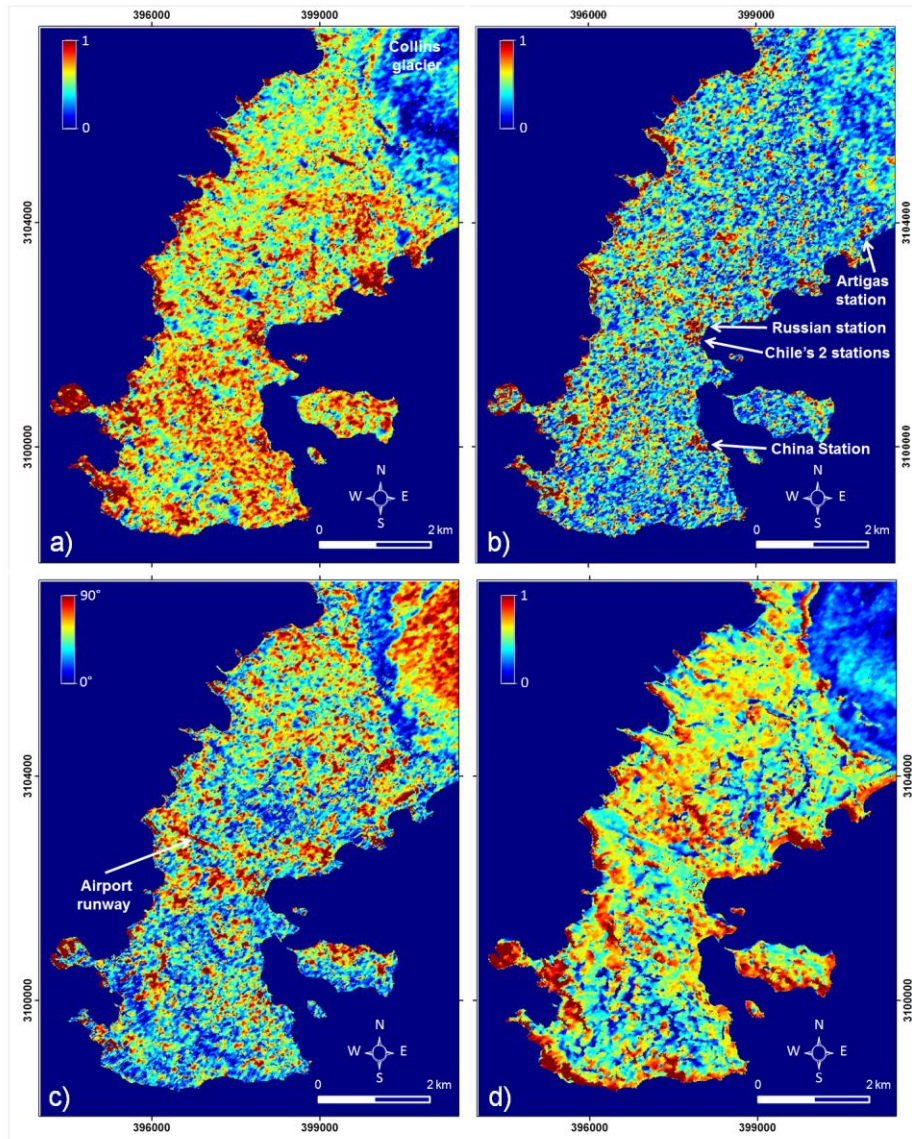 396000 399000 396000 399000
1
0
Collins
glacier
1
0
3104000
3104000
Artigas
station
Russian station
Chile's 2 stations
3100000
China Station
3100000
N
W E
S
0 2 km
a)
N
W E
S
0 2 km
b)
90°
0°
1
0
3104000
3104000
Airport
runway
3100000
3100000
N
W E
S
0 2 km
c)
N
W E
S
0 2 km
d)
396000 399000 396000 399000